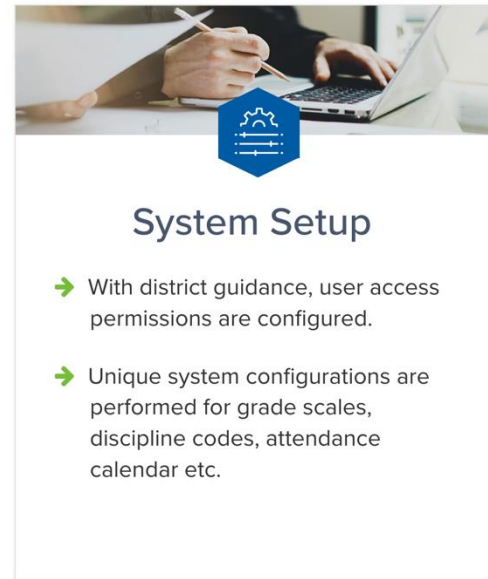 System Setup
With district guidance, user access
permissions are configured.
Unique system configurations are
performed for grade scales,
discipline codes, attendance
calendar etc.